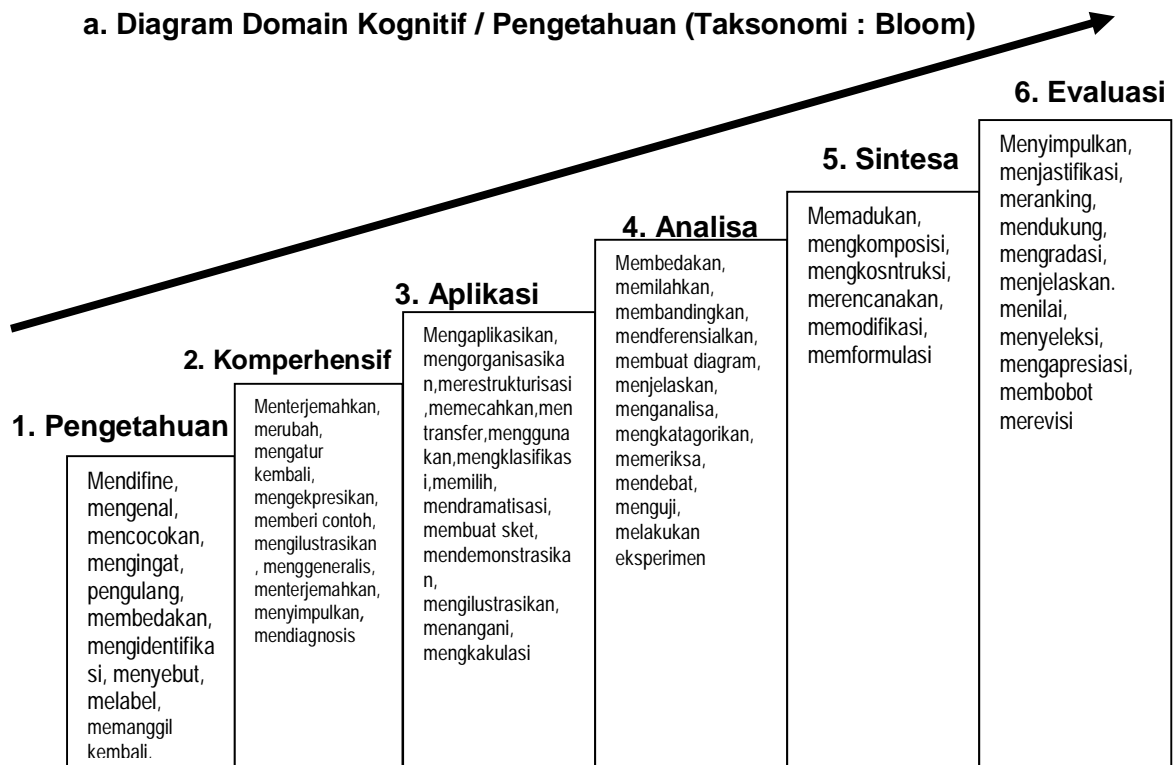 a. Diagram Domain Kognitif / Pengetahuan (Taksonomi : Bloom)
1. Pengetahuan
Mendifine,
mengenal,
mencocokan,
mengingat,
pengulang,
membedakan,
mengidentifika
si, menyebut,
melabel,
memanggil
kembali.
2. Komperhensif
Menterjemahkan,
merubah,
mengatur
kembali,
mengekpresikan,
memberi contoh,
mengilustrasikan
, menggeneralis,
menterjemahkan,
menyimpulkan,
mendiagnosis
3. Aplikasi
Mengaplikasikan,
mengorganisasika
n,merestrukturisasi
,memecahkan,men
transfer,mengguna
kan,mengklasifikas
i,memilih,
mendramatisasi,
membuat sket,
mendemonstrasika
n,
mengilustrasikan,
menangani,
mengkakulasi
4. Analisa
Membedakan,
memilahkan,
membandingkan,
mendferensialkan,
membuat diagram,
menjelaskan,
menganalisa,
mengkatagorikan,
memeriksa,
mendebat,
menguji,
melakukan
eksperimen
5. Sintesa
Memadukan,
mengkomposisi,
mengkosntruksi,
merencanakan,
memodifikasi,
memformulasi
6. Evaluasi
Menyimpulkan,
menjastifikasi,
meranking,
mendukung,
mengradasi,
menjelaskan.
menilai,
menyeleksi,
mengapresiasi,
membobot
merevisi